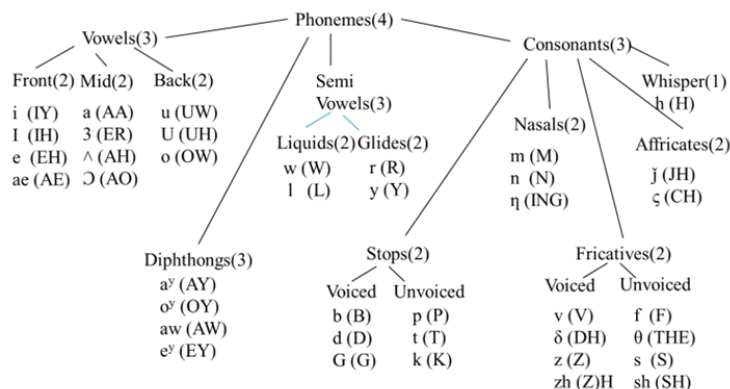 Phonemes(4)
Vowels(3)
Consonants(3)
Front(2) Mid(2) Back(2)
i (IY) a (AA) u (UW)
I (IH) 3 (ER) U (UH)
e (EH) ^ (AH) o (OW)
ae (AE) Ɔ (AO)
Semi
Vowels(3)
Liquids(2) Glides(2)
w (W) r (R)
l (L) y (Y)
Whisper(1)
h (H)
Nasals(2)
m (M)
n (N)
η (ING)
Affricates(2)
ǰ (JH)
ς (CH)
Diphthongs(3)
aʸ (AY)
oʸ (OY)
aw (AW)
eʸ (EY)
Stops(2)
Voiced Unvoiced
b (B) p (P)
d (D) t (T)
G (G) k (K)
Fricatives(2)
Voiced Unvoiced
v (V) f (F)
δ (DH) θ (THE)
z (Z) s (S)
zh (Z)H sh (SH)